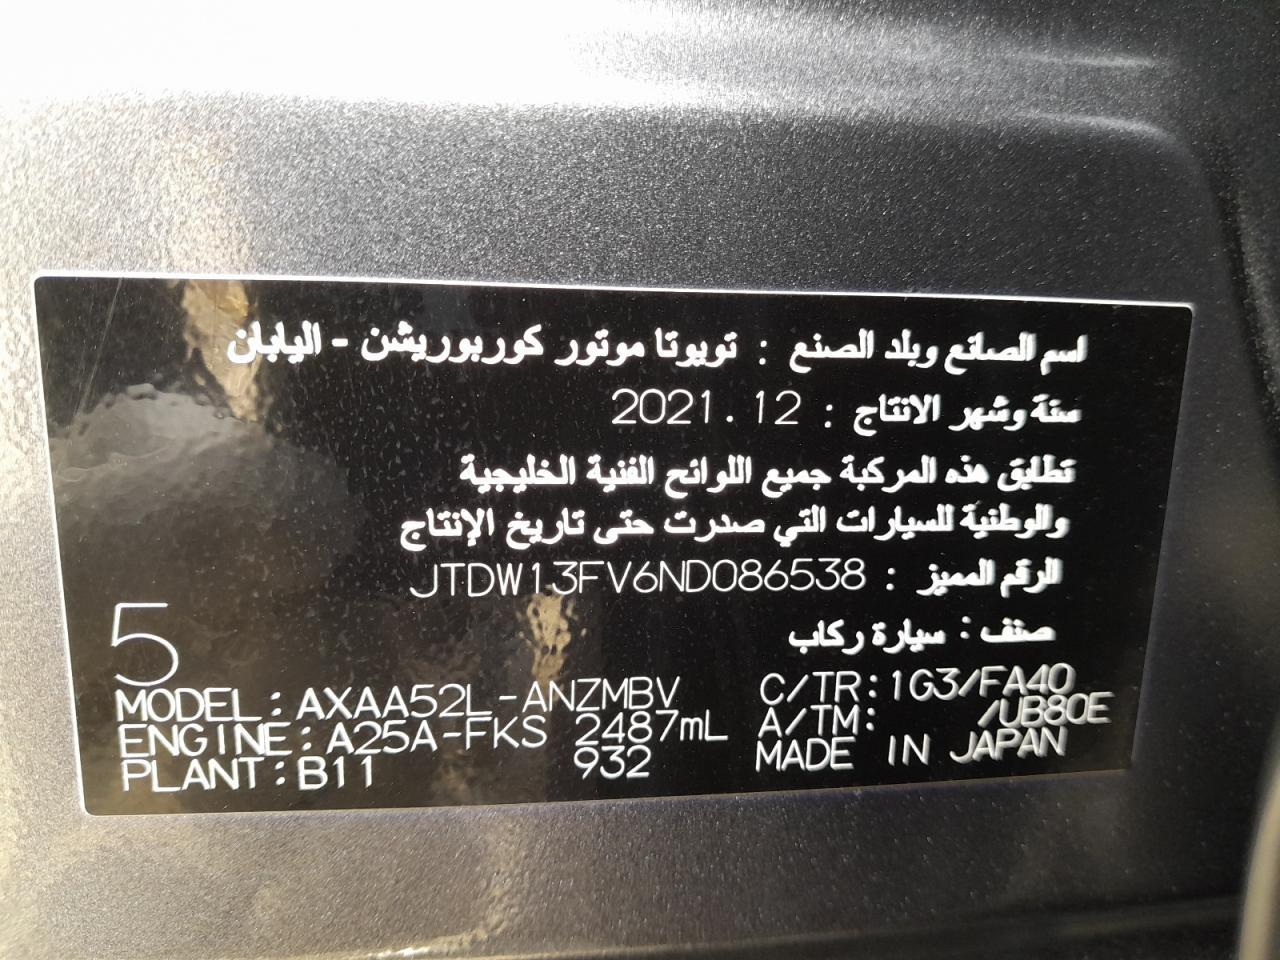 اسم الصانع وبلد الصنع : تويوتا موتور كوربوريشن - اليابان
سنة وشهر الانتاج : 2021.12
تطابق هذه المركبة جميع اللوائح الفنية الخليجية
والوطنية للسيارات التي صدرت حتى تاريخ الإنتاج
الرقم المميز : JTDW13FV6ND086538
صنف : سيارة ركاب
5
MODEL : AXAA52L-ANZMBV C/TR: 1G3/FA40
ENGINE: A25A-FKS 2487mL A/TM: /UB80E
PLANT: B11 932 MADE IN JAPAN